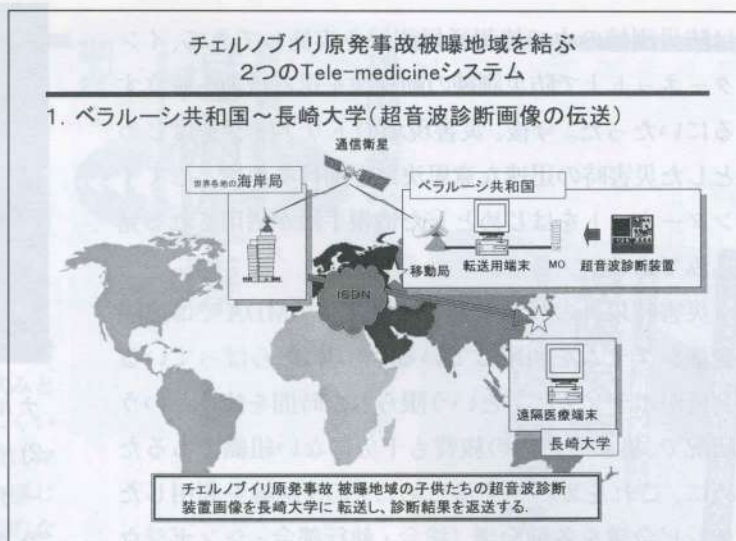 チェルノブイリ原発事故被曝地域を結ぶ
2つのTele-medicineシステム
1. ベラルーシ共和国～長崎大学(超音波診断画像の伝送)
通信衛星
世界各地の海岸局
ベラルーシ共和国
移動局
転送用端末
MO
超音波診断装置
ISDN
遠隔医療端末
長崎大学
チェルノブイリ原発事故 被曝地域の子供たちの超音波診断
装置画像を長崎大学に 転送し、診断結果を返送する.